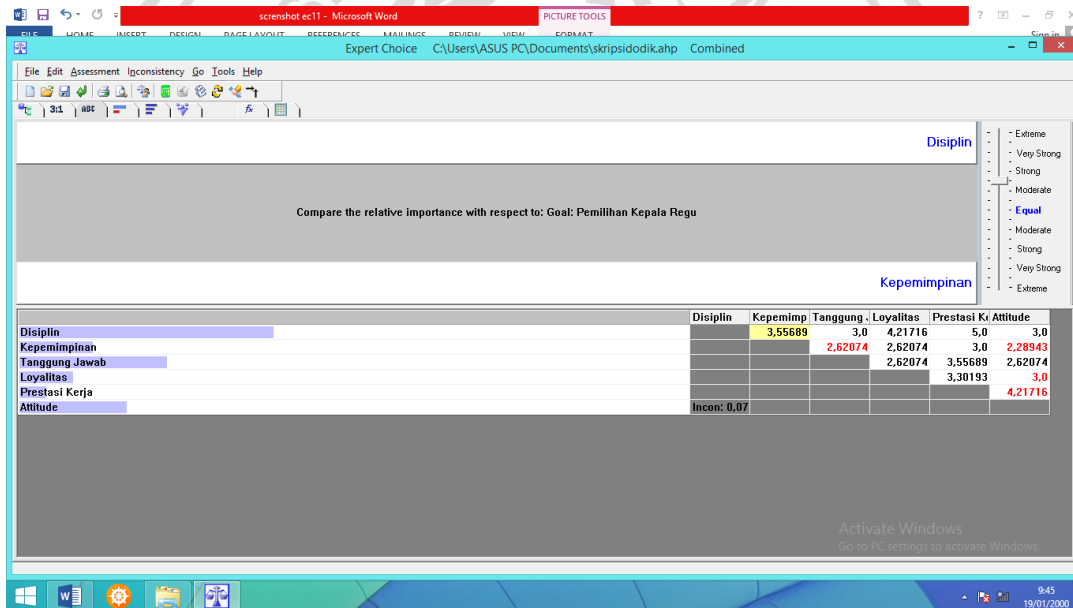 screnshot ec11 - Microsoft Word
PICTURE TOOLS
FILE HOME INSERT DESIGN PAGE LAYOUT REFERENCES MAILINGS REVIEW VIEW FORMAT Sign in
Expert Choice C:\Users\ASUS PC\Documents\skripsidodik.ahp Combined
File Edit Assessment Inconsistency Go Tools Help
3:1 ABC fx
Disiplin
Compare the relative importance with respect to: Goal: Pemilihan Kepala Regu
Kepemimpinan
Extreme
Very Strong
Strong
Moderate
Equal
Moderate
Strong
Very Strong
Extreme
Disiplin Kepemimp Tanggung Loyalitas Prestasi Attitude
Disiplin 3,55689 3,0 4,21716 5,0 3,0
Kepemimpinan 2,62074 2,62074 3,0 2,28943
Tanggung Jawab 2,62074 3,55689 2,62074
Loyalitas 3,30193 3,0
Prestasi Kerja 4,21716
Attitude Incon: 0,07
Activate Windows
Go to PC settings to activate Windows.
9:45
19/01/2000